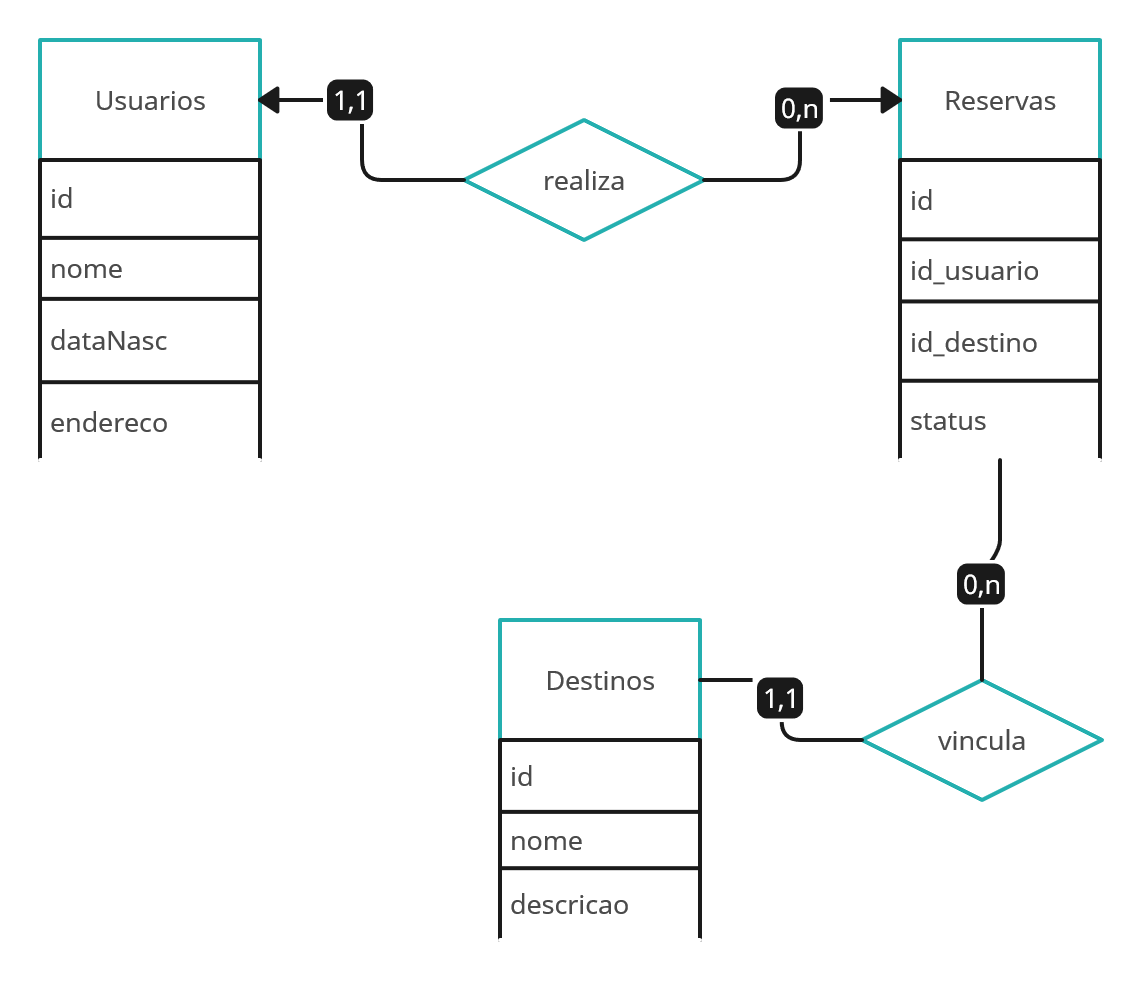 Usuarios
id
nome
dataNasc
endereco
1,1
realiza
0,n
Reservas
id
id_usuario
id_destino
status
0,n
vincula
1,1
Destinos
id
nome
descricao